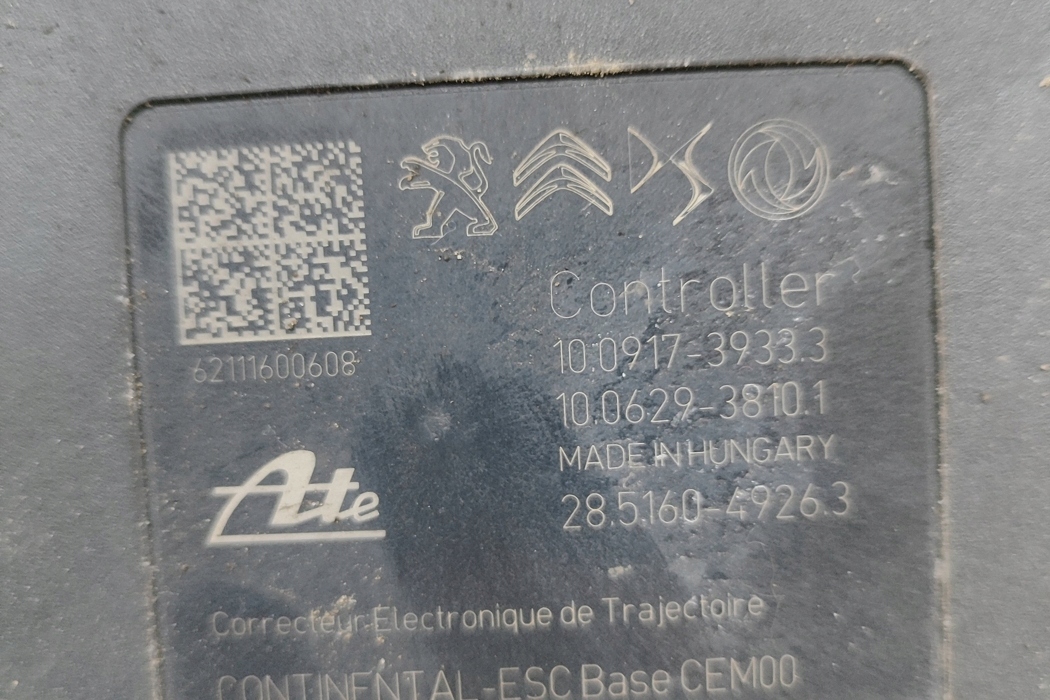 Controller
10.0917-3933.3
62111600608
10.0629-3810.1
MADE IN HUNGARY
Ate
28.5160-4926.3
Correcteur Electronique de Trajectoire
CONTINENTAL-ESC Base CEM00